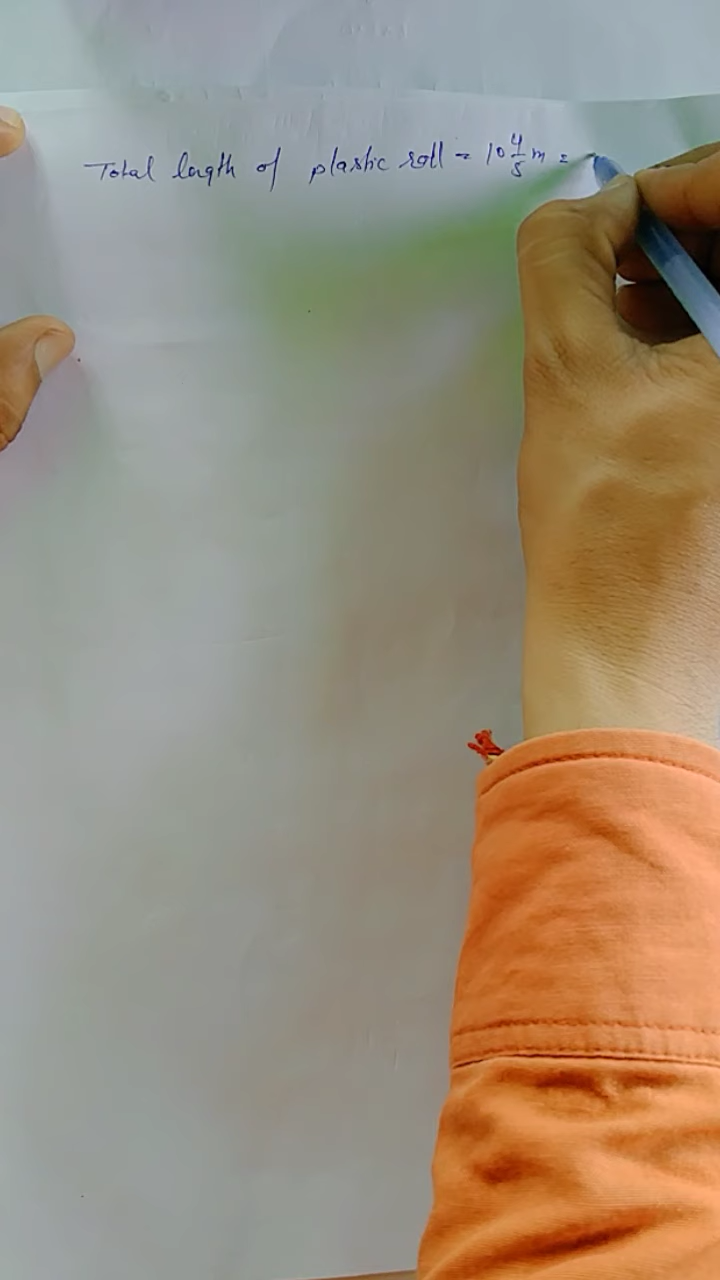 Total length of plastic roll = 10 4/5 m =